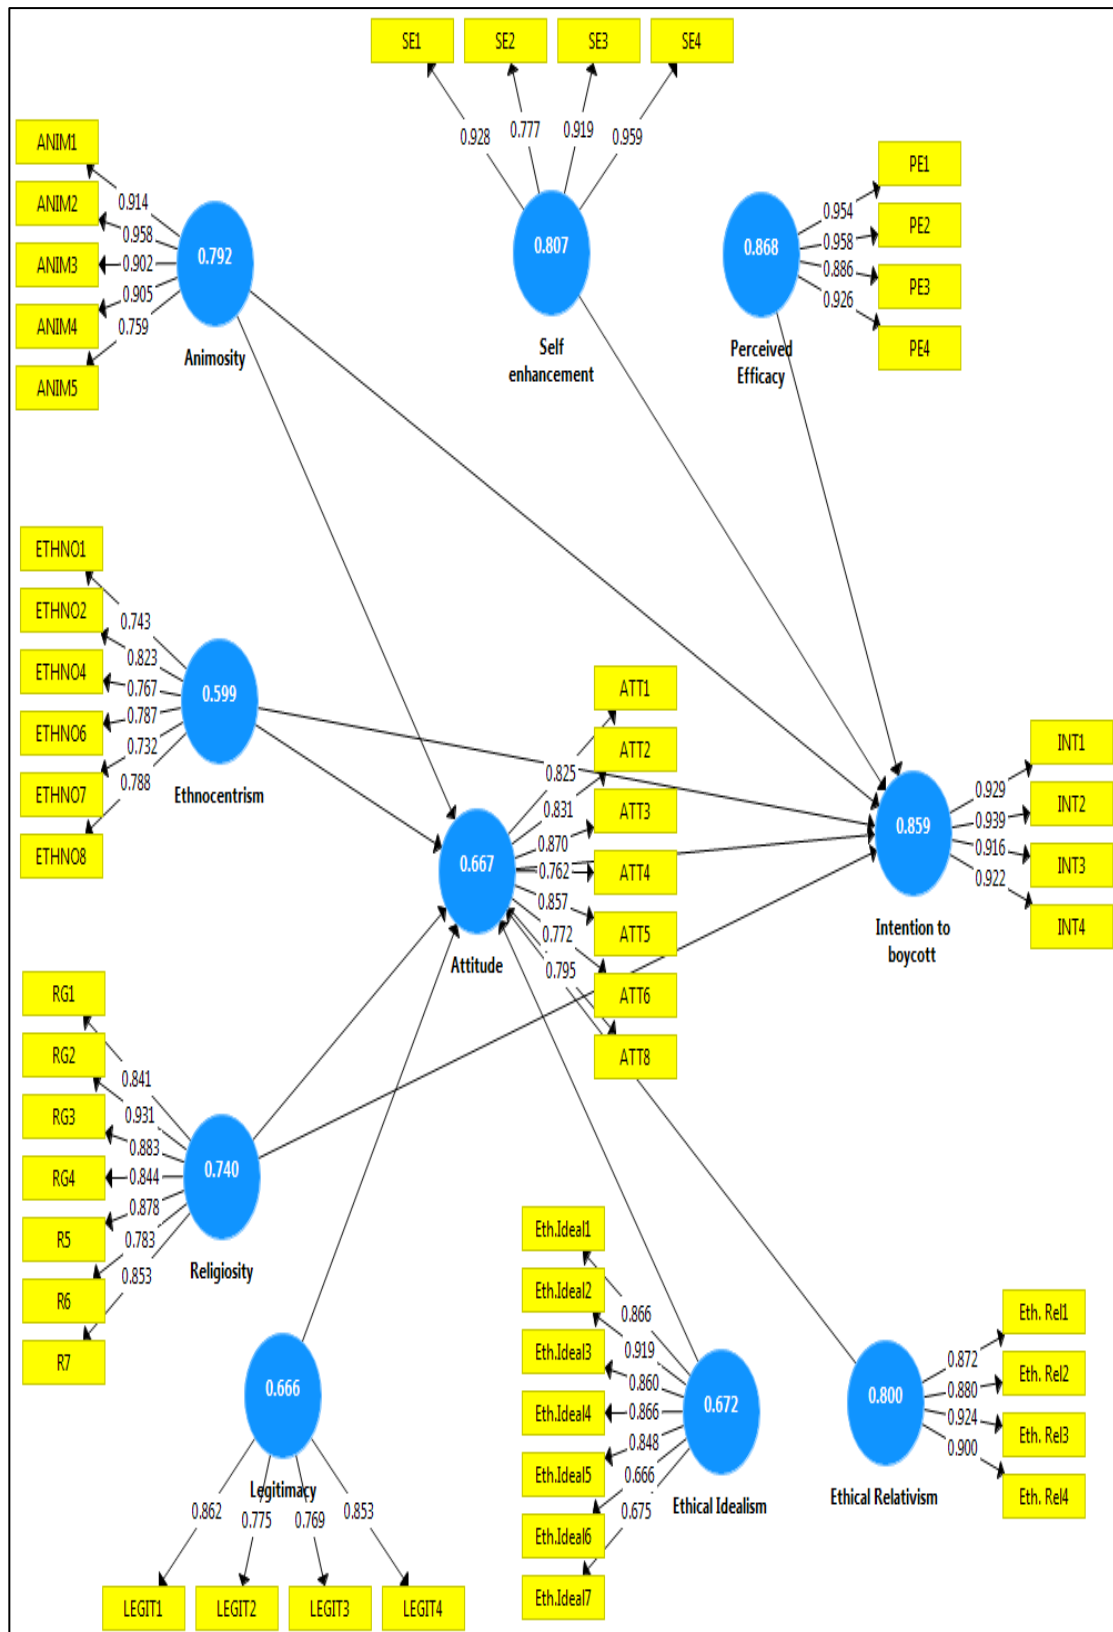 SE1
SE2
SE3
SE4
0.928
0.777
0.919
0.959
0.807
Self
enhancement
ANIM1
ANIM2
ANIM3
ANIM4
ANIM5
0.914
0.958
0.902
0.905
0.759
0.792
Animosity
PE1
PE2
PE3
PE4
0.954
0.958
0.886
0.926
0.868
Perceived
Efficacy
ETHNO1
ETHNO2
ETHNO4
ETHNO6
ETHNO7
ETHNO8
0.743
0.823
0.767
0.787
0.732
0.788
0.599
Ethnocentrism
ATT1
ATT2
ATT3
ATT4
ATT5
ATT6
ATT8
0.825
0.831
0.870
0.762
0.857
0.772
0.795
0.667
Attitude
INT1
INT2
INT3
INT4
0.929
0.939
0.916
0.922
0.859
Intention to
boycott
RG1
RG2
RG3
RG4
R5
R6
R7
0.841
0.931
0.883
0.844
0.878
0.783
0.853
0.740
Religiosity
0.666
Legitimacy
0.862
0.775
0.769
0.853
LEGIT1
LEGIT2
LEGIT3
LEGIT4
Eth.Ideal1
Eth.Ideal2
Eth.Ideal3
Eth.Ideal4
Eth.Ideal5
Eth.Ideal6
Eth.Ideal7
0.866
0.919
0.860
0.866
0.848
0.666
0.675
0.672
Ethical Idealism
Eth. Rel1
Eth. Rel2
Eth. Rel3
Eth. Rel4
0.872
0.880
0.924
0.900
0.800
Ethical Relativism